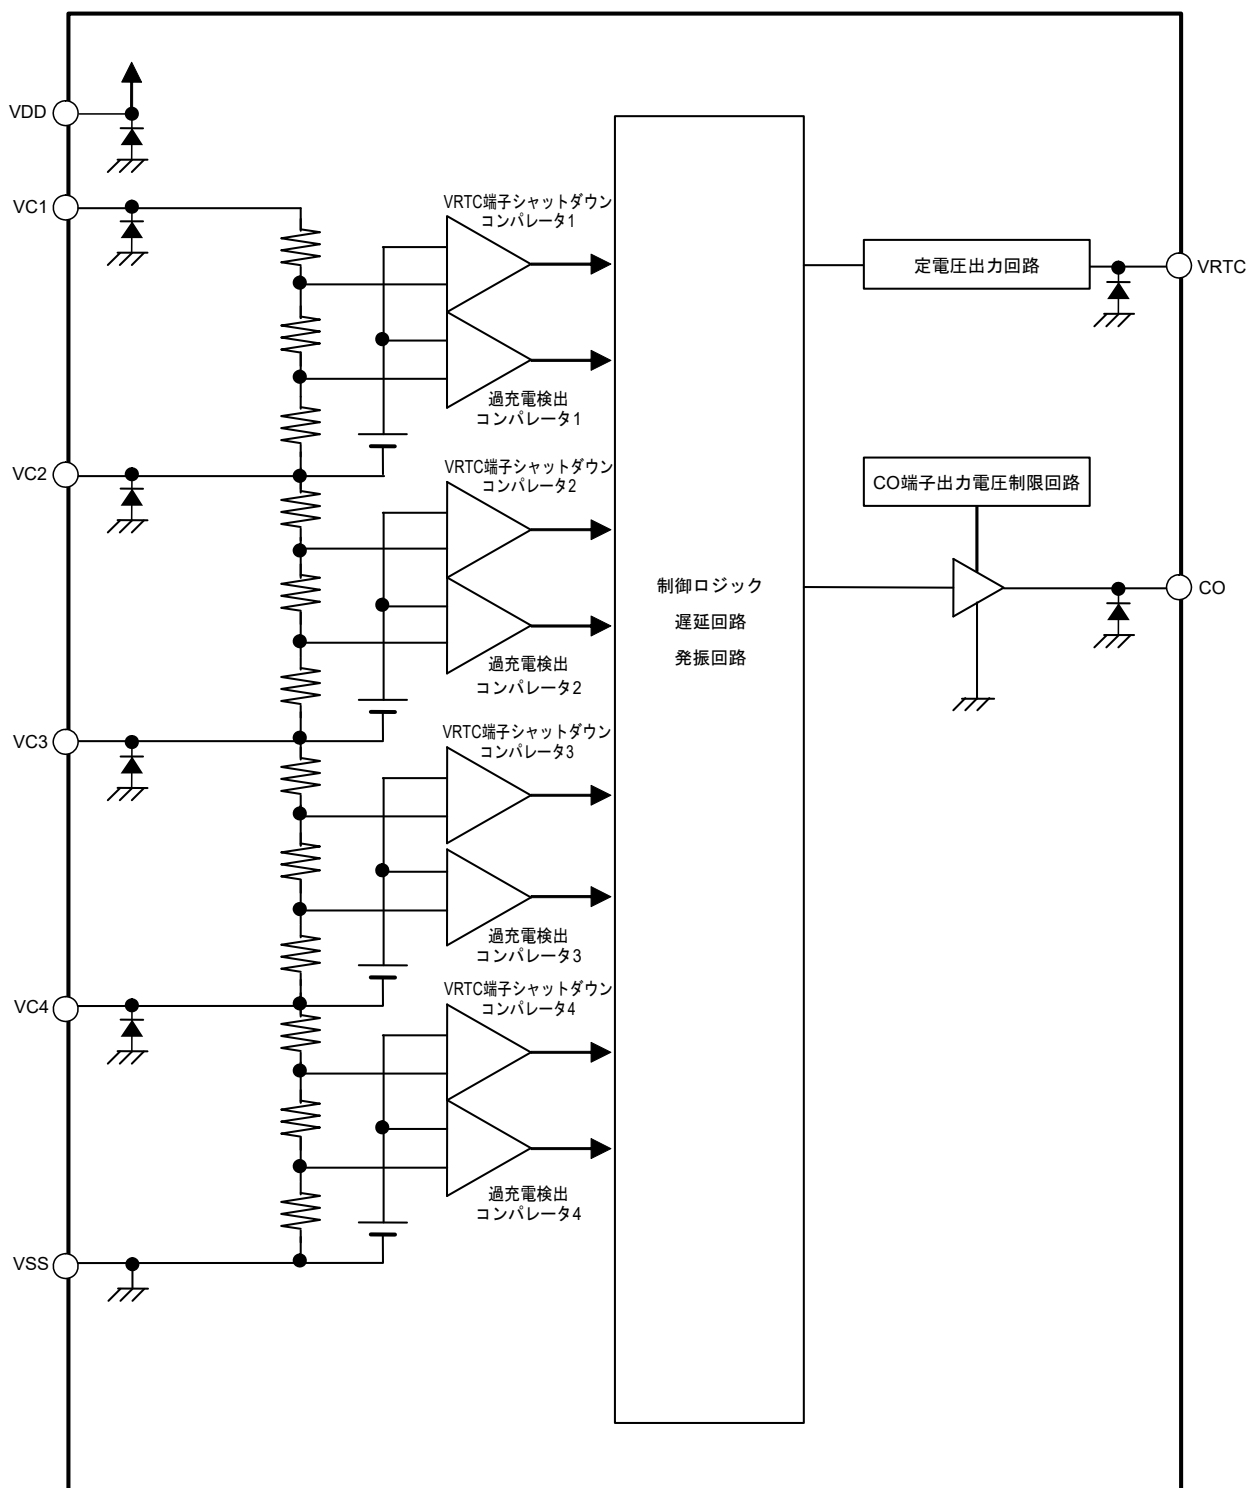 VDD
VC1
VRTC端子シャットダウン
コンパレータ1
定電圧出力回路
VRTC
過充電検出
コンパレータ1
VC2
VRTC端子シャットダウン
コンパレータ2
CO端子出力電圧制限回路
制御ロジック
遅延回路
発振回路
CO
過充電検出
コンパレータ2
VC3
VRTC端子シャットダウン
コンパレータ3
過充電検出
コンパレータ3
VC4
VRTC端子シャットダウン
コンパレータ4
過充電検出
コンパレータ4
VSS